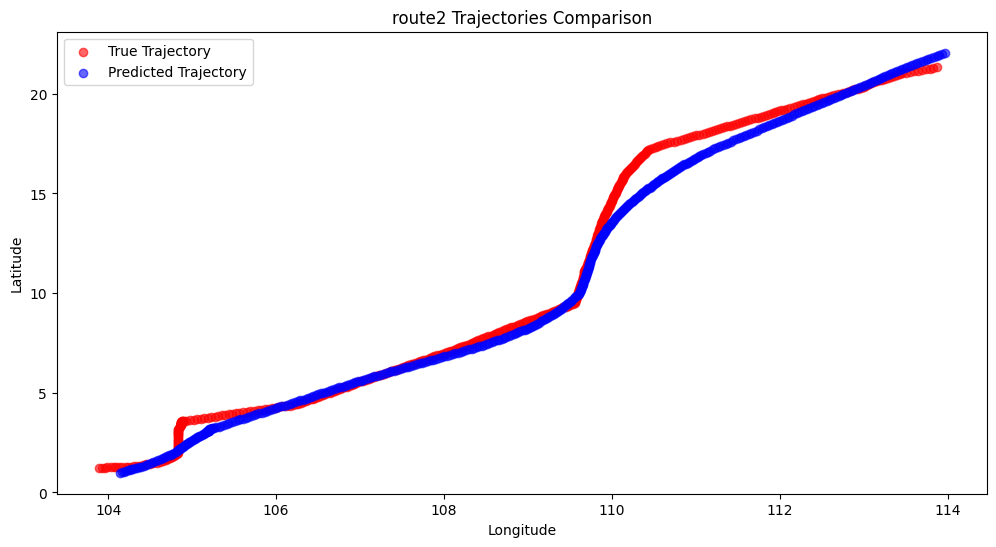 route2 Trajectories Comparison
True Trajectory
Predicted Trajectory
Latitude
20
15
10
5
0
104 106 108 110 112 114
Longitude